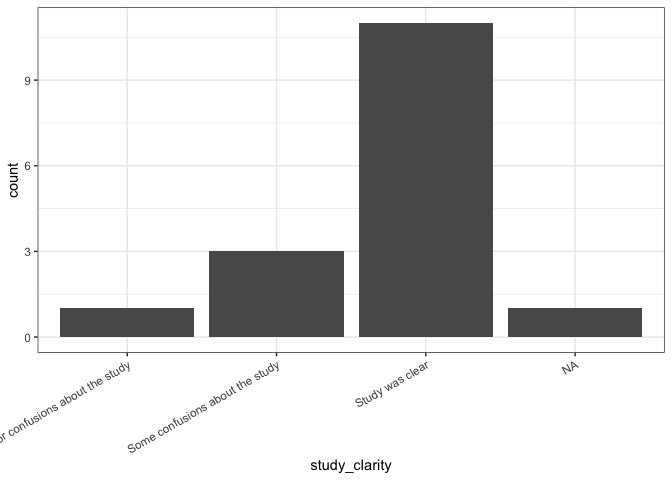 count
9
6
3
0
confusions about the study
Some confusions about the study
Study was clear
NA
study_clarity